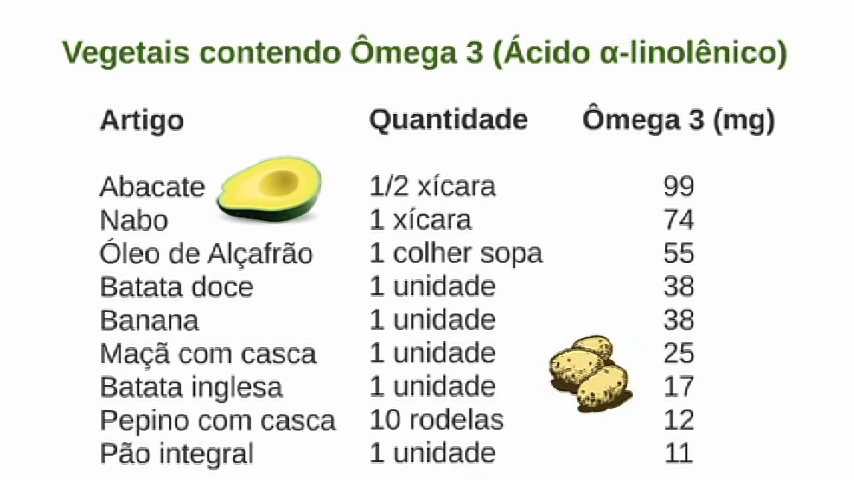 Vegetais contendo Ômega 3 (Ácido α-linolênico)
Artigo Quantidade Ômega 3 (mg)
Abacate 1/2 xícara 99
Nabo 1 xícara 74
Óleo de Alçafrão 1 colher sopa 55
Batata doce 1 unidade 38
Banana 1 unidade 38
Maçã com casca 1 unidade 25
Batata inglesa 1 unidade 17
Pepino com casca 10 rodelas 12
Pão integral 1 unidade 11